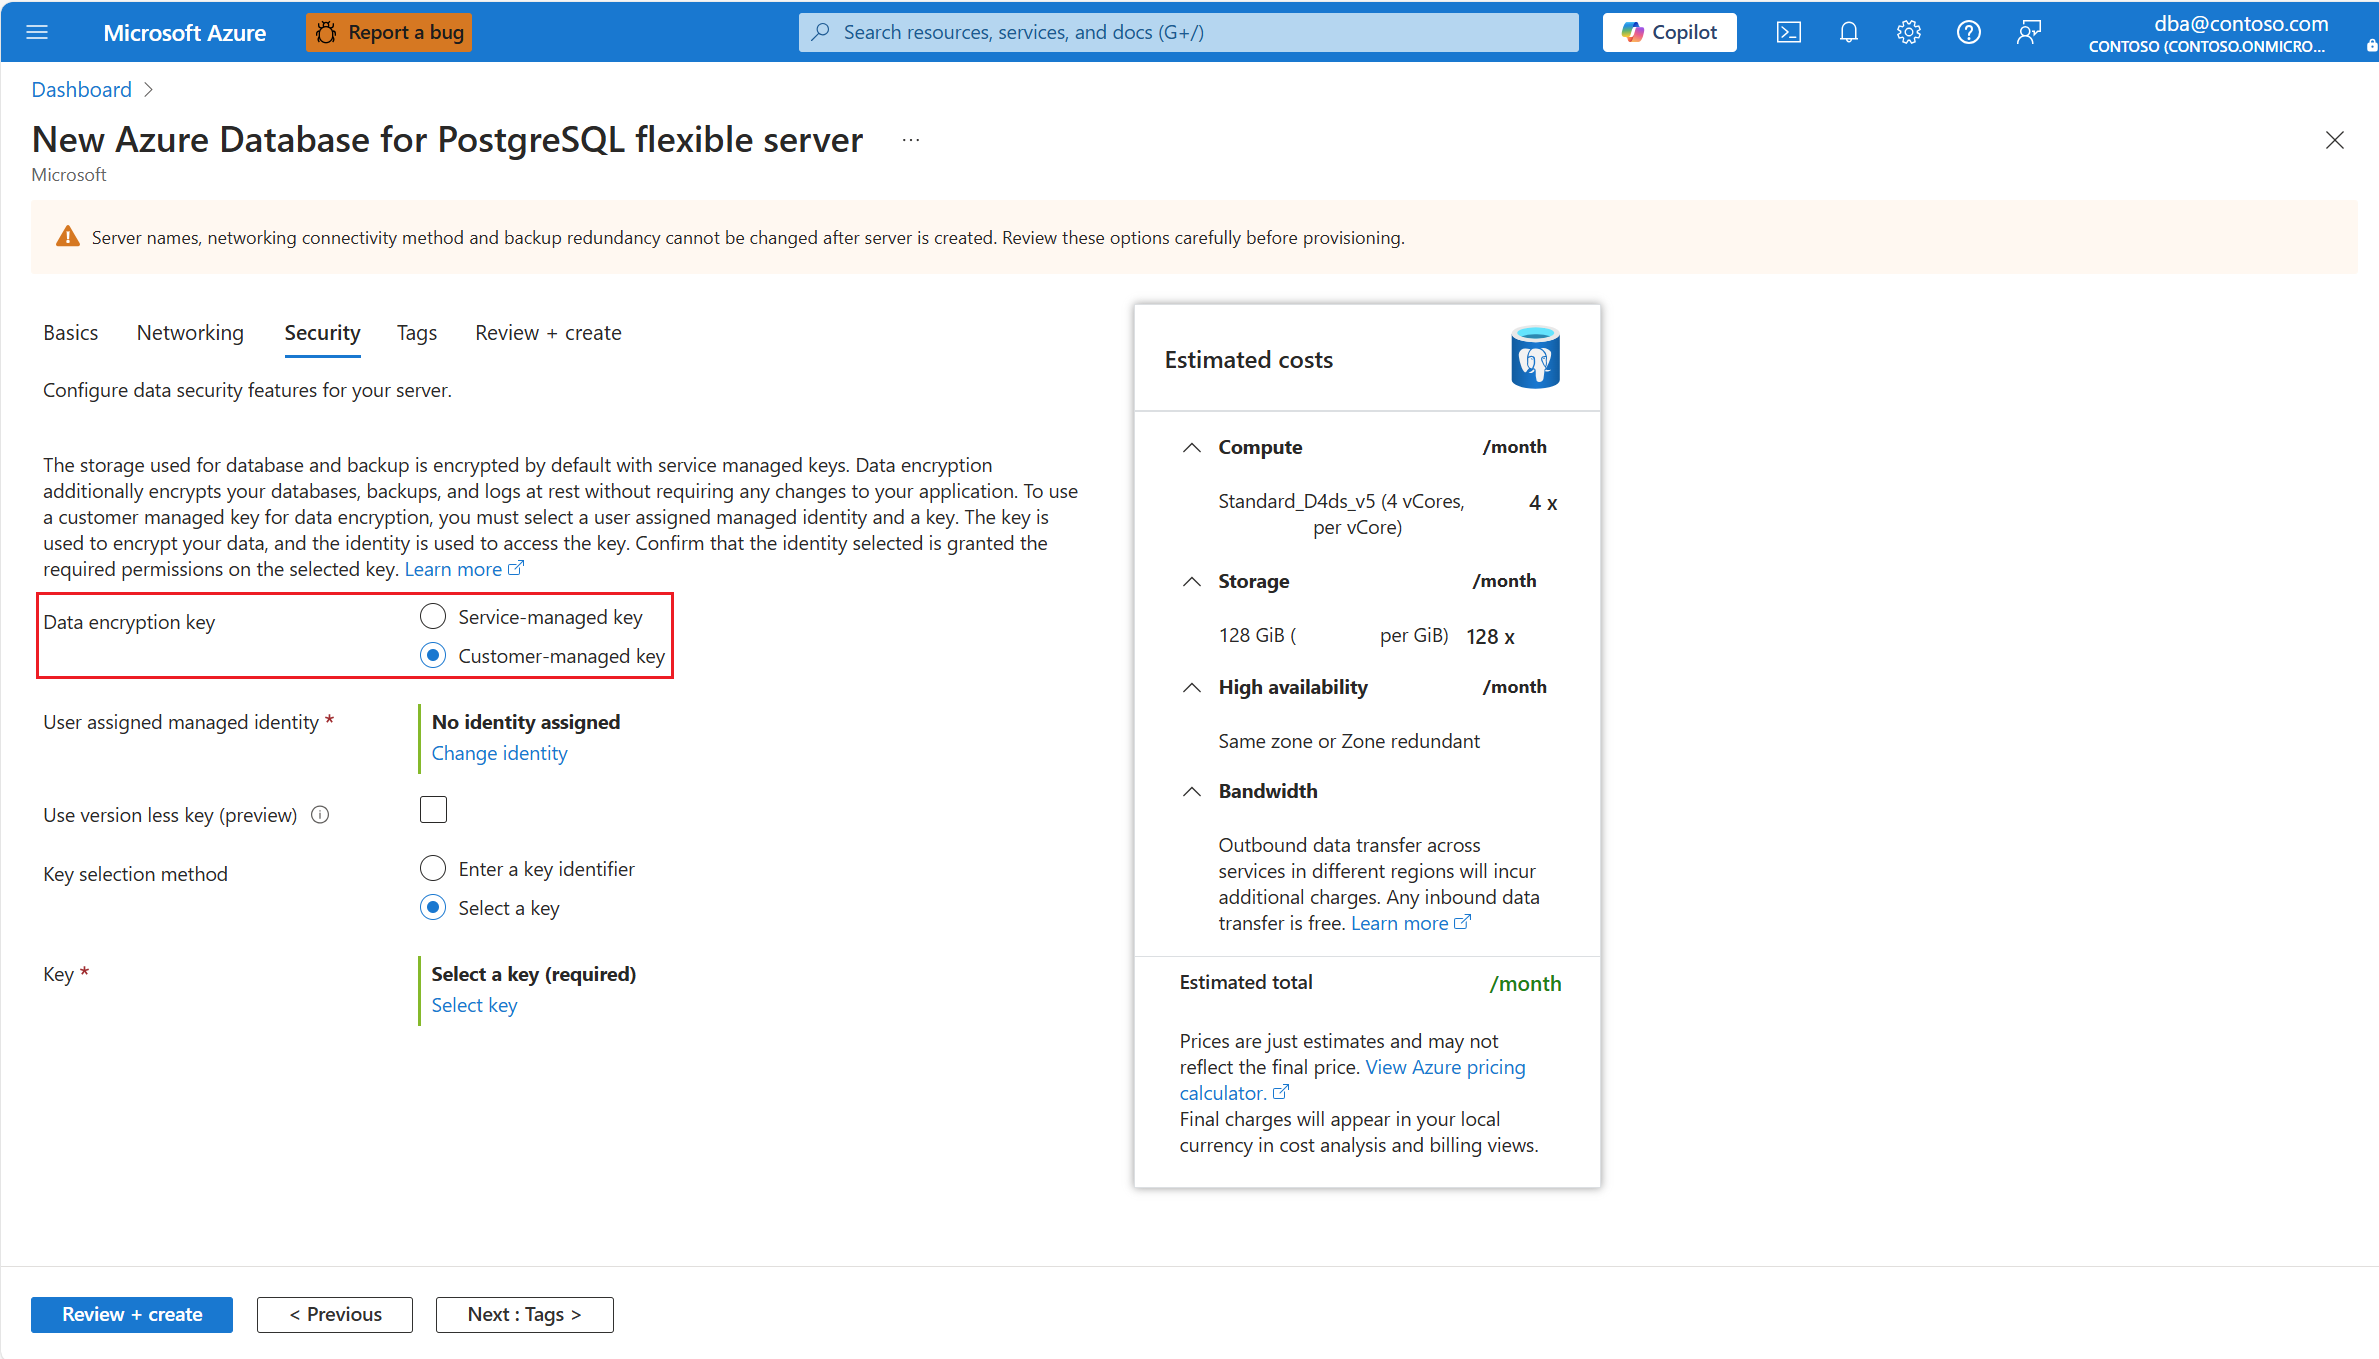 Microsoft Azure
Report a bug
Search resources, services, and docs (G+/)
Copilot
dba@contoso.com
CONTOSO (CONTOSO.ONMICRO...
Dashboard
New Azure Database for PostgreSQL flexible server ...
Microsoft
Server names, networking connectivity method and backup redundancy cannot be changed after server is created. Review these options carefully before provisioning.
Basics Networking Security Tags Review + create
Configure data security features for your server.
The storage used for database and backup is encrypted by default with service managed keys. Data encryption
additionally encrypts your databases, backups, and logs at rest without requiring any changes to your application. To use
a customer managed key for data encryption, you must select a user assigned managed identity and a key. The key is
used to encrypt your data, and the identity is used to access the key. Confirm that the identity selected is granted the
required permissions on the selected key. Learn more
Data encryption key
Service-managed key
Customer-managed key
User assigned managed identity *
No identity assigned
Change identity
Use version less key (preview)
Key selection method
Enter a key identifier
Select a key
Key *
Select a key (required)
Select key
Estimated costs
Compute /month
Standard_D4ds_v5 (4 vCores, 4 x
per vCore)
Storage /month
128 GiB ( per GiB) 128 x
High availability /month
Same zone or Zone redundant
Bandwidth
Outbound data transfer across
services in different regions will incur
additional charges. Any inbound data
transfer is free. Learn more
Estimated total /month
Prices are just estimates and may not
reflect the final price. View Azure pricing
calculator.
Final charges will appear in your local
currency in cost analysis and billing views.
Review + create
< Previous
Next : Tags >